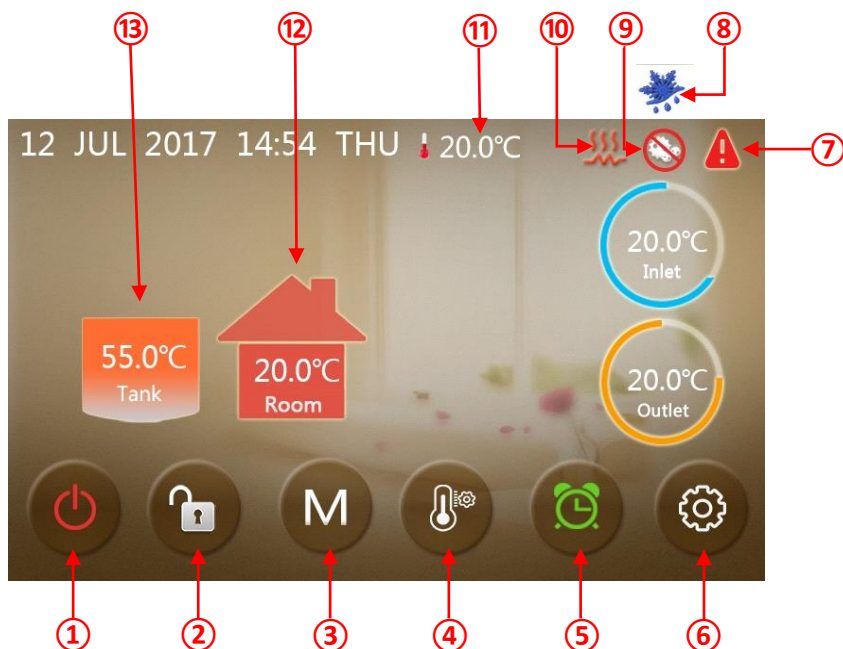 ⑬ ⑫ ⑪ ⑩ ⑨ ⑧
12 JUL 2017 14:54 THU 20.0℃
⑦
20.0℃
Inlet
55.0℃
Tank
20.0℃
Room
20.0℃
Outlet
M
① ② ③ ④ ⑤ ⑥